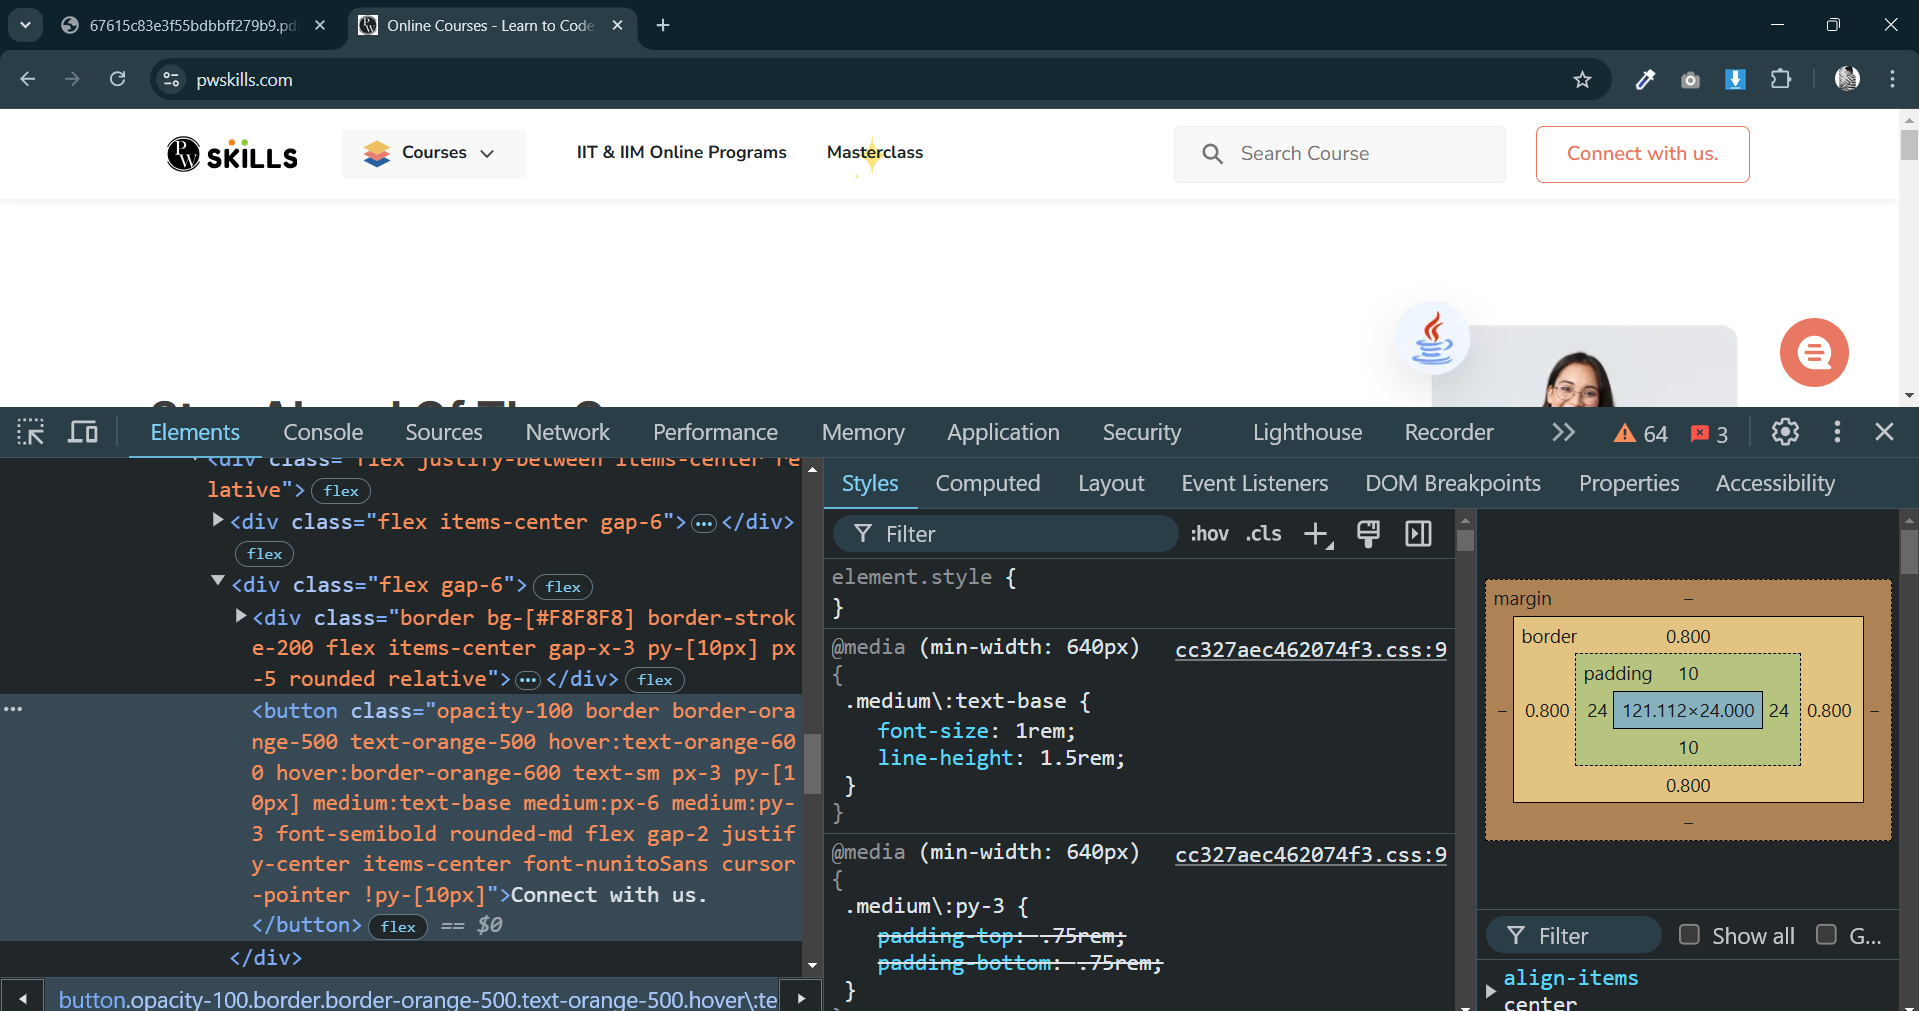 67615c83e3f55bdbbff279b9.pd
Online Courses - Learn to Code
pwskills.com
PW SKILLS
Courses
IIT & IIM Online Programs
Masterclass
Search Course
Connect with us.
Elements
Console
Sources
Network
Performance
Memory
Application
Security
Lighthouse
Recorder
64
3
<div class="flex justify-between items-center re
lative"> flex
<div class="flex items-center gap-6"> … </div>
flex
<div class="flex gap-6"> flex
<div class="border bg-[#F8F8F8] border-strok
e-200 flex items-center gap-x-3 py-[10px] px
-5 rounded relative"> … </div> flex
<button class="opacity-100 border border-ora
nge-500 text-orange-500 hover:text-orange-60
0 hover:border-orange-600 text-sm px-3 py-[1
0px] medium:text-base medium:px-6 medium:py-
3 font-semibold rounded-md flex gap-2 justif
y-center items-center font-nunitoSans cursor
-pointer !py-[10px]">Connect with us.
</button> flex == $0
</div>
button.opacity-100.border.border-orange-500.text-orange-500.hover\:te
Styles
Computed
Layout
Event Listeners
DOM Breakpoints
Properties
Accessibility
Filter
:hov .cls
element.style {
}
@media (min-width: 640px) cc327aec462074f3.css:9
{
.medium\:text-base {
font-size: 1rem;
line-height: 1.5rem;
}
}
@media (min-width: 640px) cc327aec462074f3.css:9
{
.medium\:py-3 {
padding-top: .75rem;
padding-bottom: .75rem;
}
margin –
border 0.800
padding 10
– 0.800 24 121.112×24.000 24 0.800 –
10
0.800
–
Filter Show all G...
align-items
center